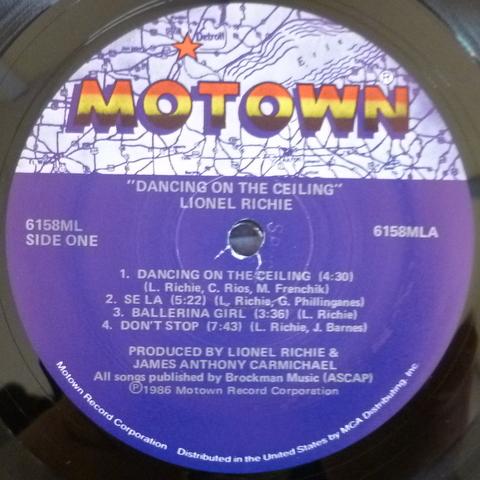 Detroit
ERIE
MOTOWN®
"DANCING ON THE CEILING"
LIONEL RICHIE
6158ML
SIDE ONE
6158MLA
1. DANCING ON THE CEILING (4:30)
(L. Richie, C. Rios, M. Frenchik)
2. SE LA (5:22) (L. Richie, G. Phillinganes)
3. BALLERINA GIRL (3:36) (L. Richie)
4. DON'T STOP (7:43) (L. Richie, J. Barnes)
PRODUCED BY LIONEL RICHIE &
JAMES ANTHONY CARMICHAEL
All songs published by Brockman Music (ASCAP)
Ⓟ1986 Motown Record Corporation
Motown Record Corporation Distributed in the United States by MCA Distributing, Inc.